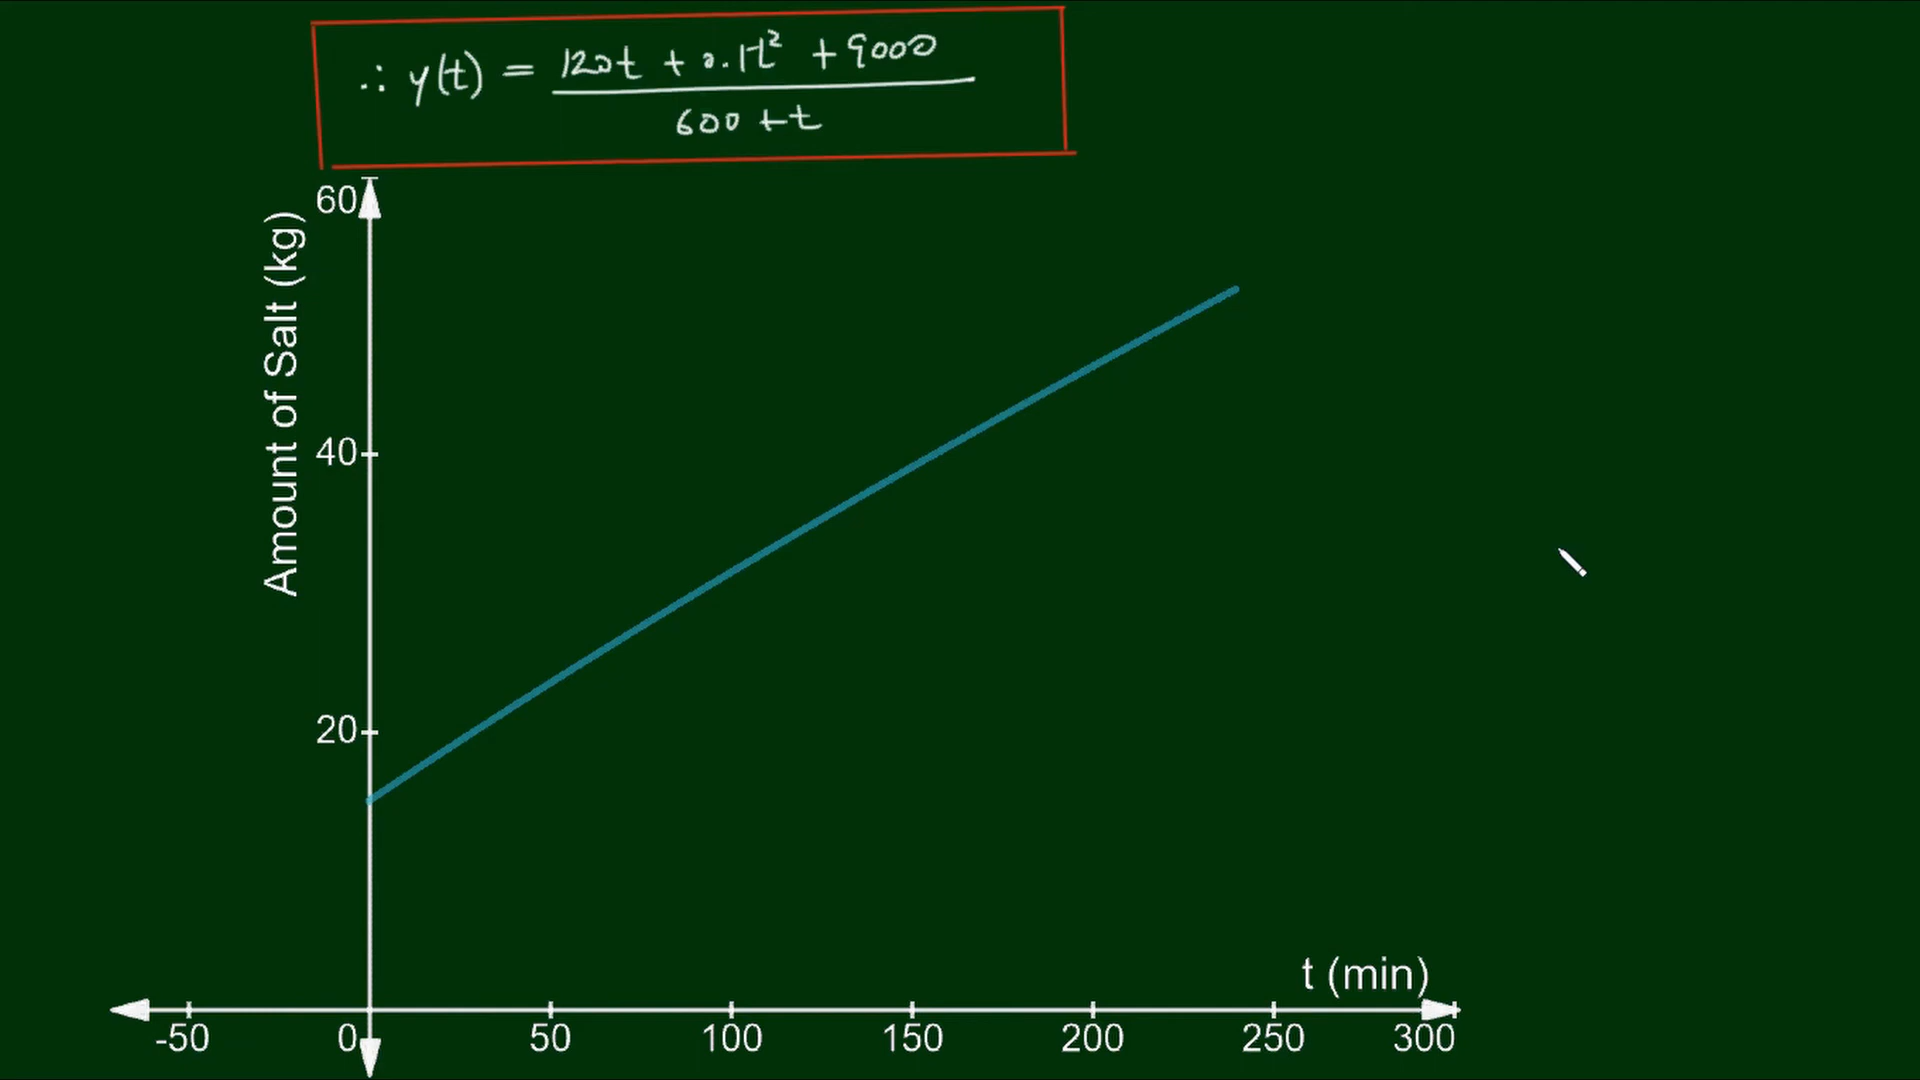 ∴ y(t) = 120t + 0.1t² + 9000
600 + t
60
Amount of Salt (kg)
40
20
t (min)
-50 0 50 100 150 200 250 300